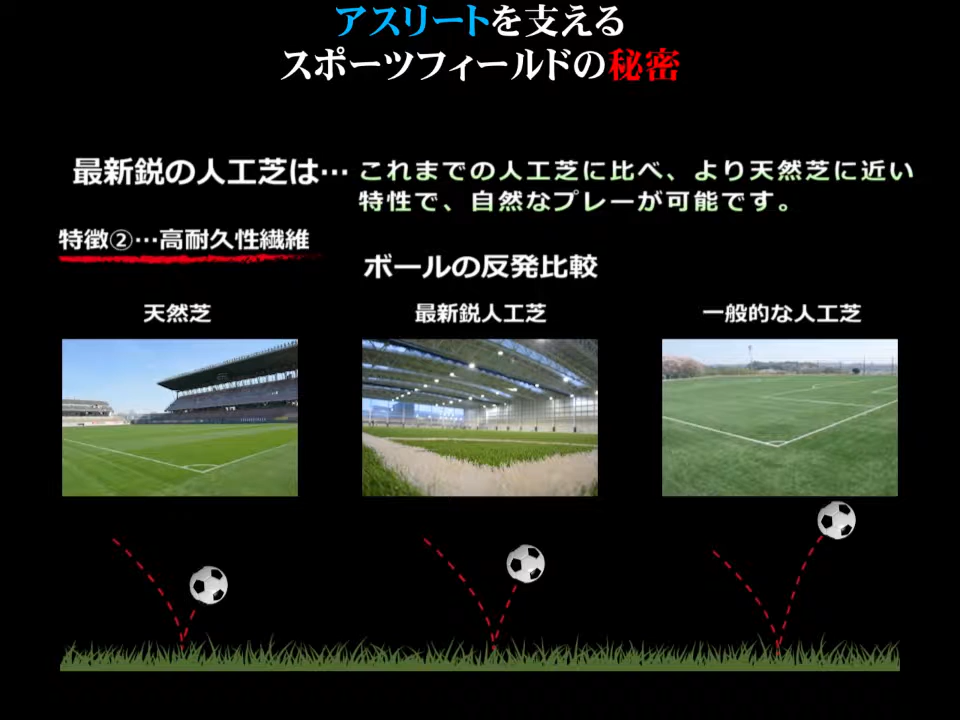 アスリートを支える
スポーツフィールドの秘密
最新鋭の人工芝は… これまでの人工芝に比べ、より天然芝に近い
特性で、自然なプレーが可能です。
特徴②…高耐久性繊維
ボールの反発比較
天然芝 最新鋭人工芝 一般的な人工芝